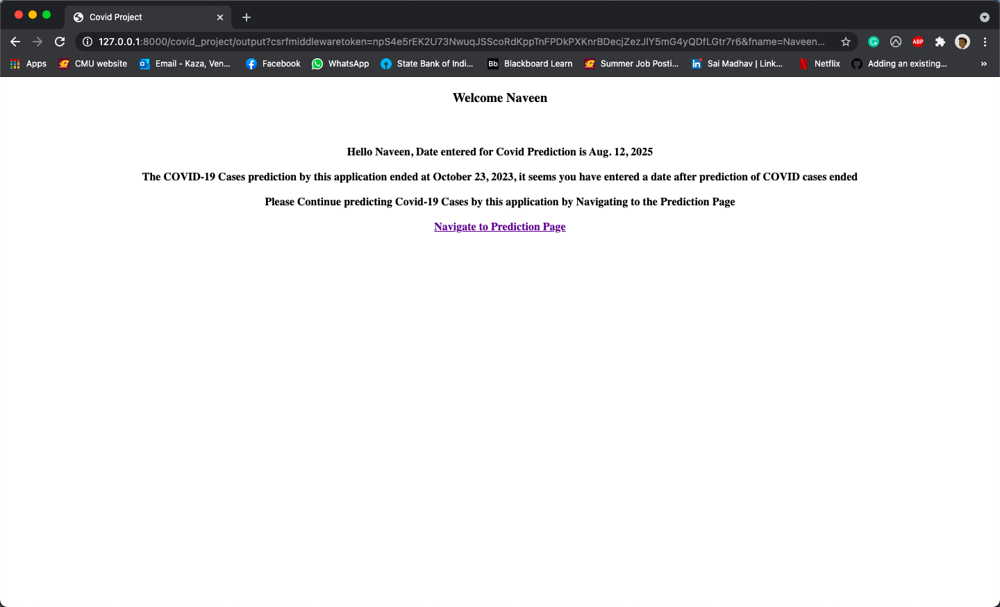 Covid Project
127.0.0.1:8000/covid_project/output?csrfmiddlewaretoken=npS4e5rEK2U73NwuqJSScoRdKppTnFPDkPXKnrBDecjZezJlY5mG4yQDfLGtr7r6&fname=Naveen...
ABP
Apps CMU website Email - Kaza, Ven... Facebook WhatsApp State Bank of Indi... Bb Blackboard Learn Summer Job Posti... in Sai Madhav | Link... Netflix Adding an existing... »
Welcome Naveen
Hello Naveen, Date entered for Covid Prediction is Aug. 12, 2025
The COVID-19 Cases prediction by this application ended at October 23, 2023, it seems you have entered a date after prediction of COVID cases ended
Please Continue predicting Covid-19 Cases by this application by Navigating to the Prediction Page
Navigate to Prediction Page